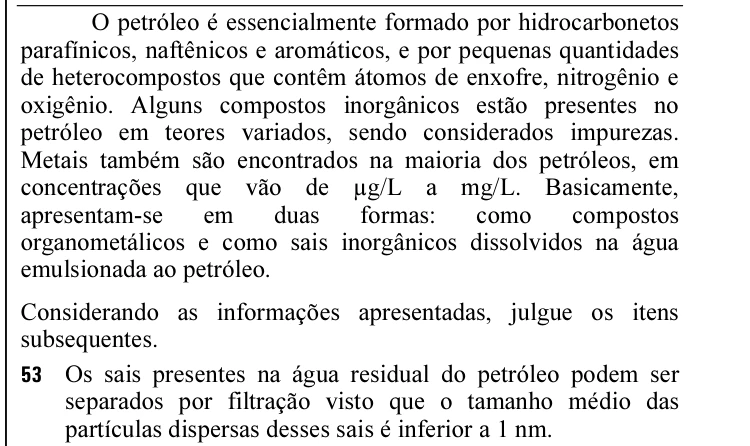 O petróleo é essencialmente formado por hidrocarbonetos
parafínicos, naftênicos e aromáticos, e por pequenas quantidades
de heterocompostos que contêm átomos de enxofre, nitrogênio e
oxigênio. Alguns compostos inorgânicos estão presentes no
petróleo em teores variados, sendo considerados impurezas.
Metais também são encontrados na maioria dos petróleos, em
concentrações que vão de μg/L a mg/L. Basicamente,
apresentam-se em duas formas: como compostos
organometálicos e como sais inorgânicos dissolvidos na água
emulsionada ao petróleo.
Considerando as informações apresentadas, julgue os itens
subsequentes.
53 Os sais presentes na água residual do petróleo podem ser
separados por filtração visto que o tamanho médio das
partículas dispersas desses sais é inferior a 1 nm.